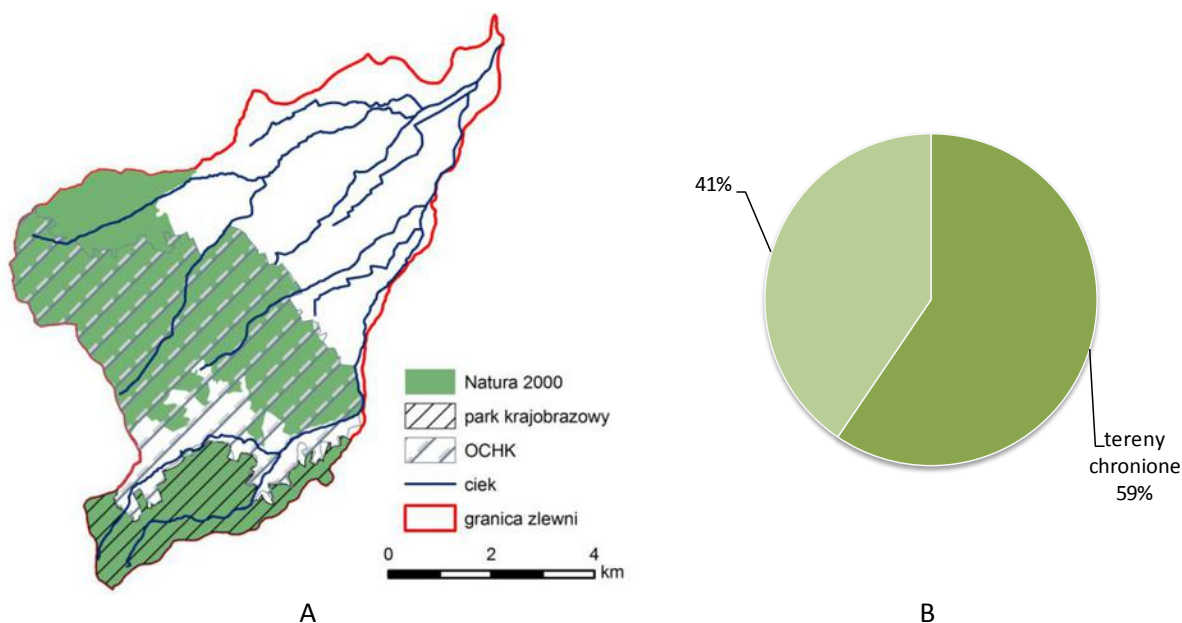 Natura 2000
park krajobrazowy
OCHK
ciek
granica zlewni
0 2 4
km
A
41%
tereny
chronione
59%
B